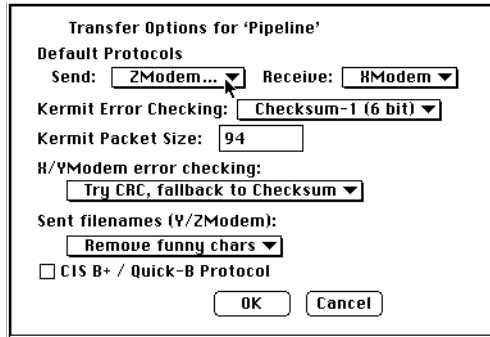 Transfer Options for ‘Pipeline’
Default Protocols
Send: ZModem... Receive: XModem
Kermit Error Checking: Checksum-1 (6 bit)
Kermit Packet Size: 94
X/YModem error checking:
Try CRC, fallback to Checksum
Sent filenames (Y/ZModem):
Remove funny chars
CIS B+ / Quick-B Protocol
OK Cancel